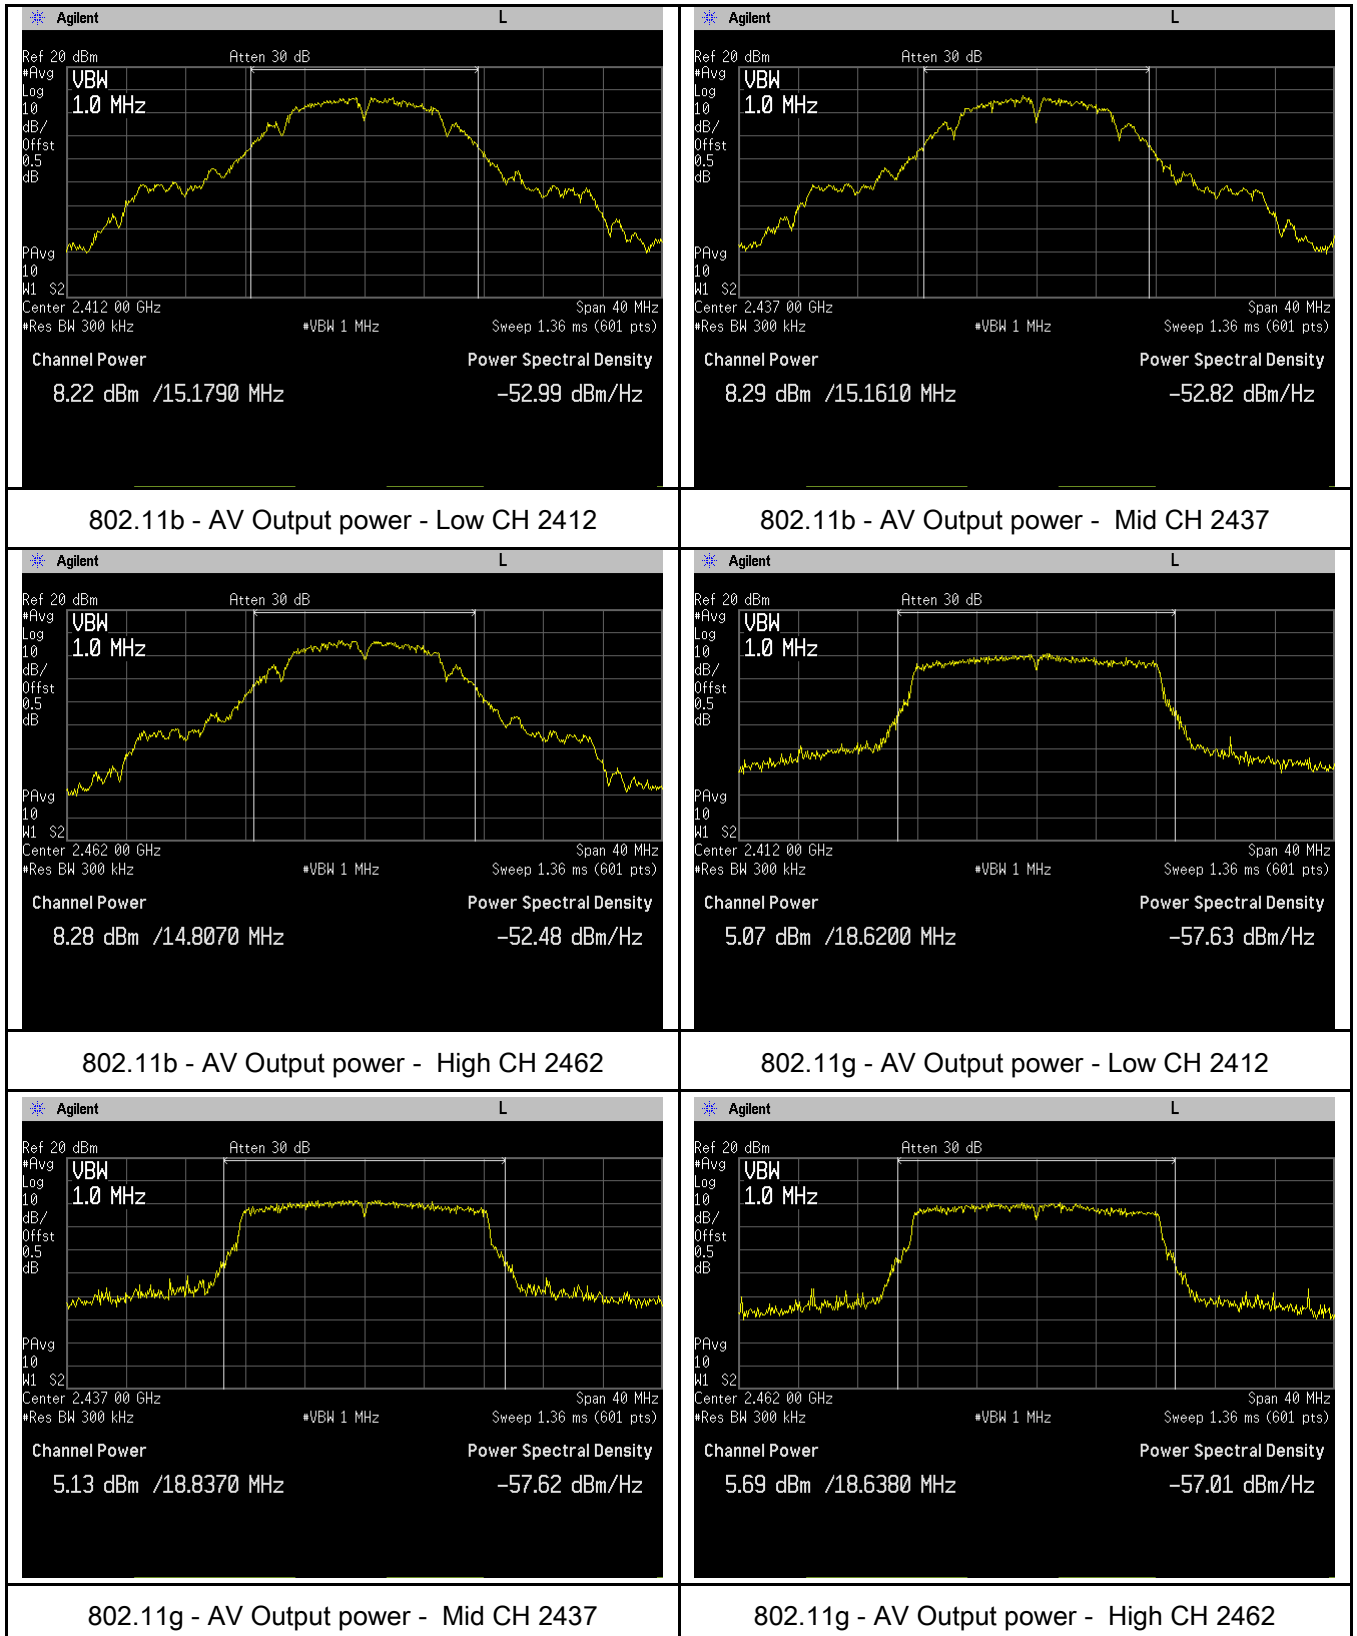 Agilent L
Ref 20 dBm Atten 30 dB
#Avg
Log
10
dB/
Offst
0.5
dB
VBW
1.0 MHz
PAvg
10
W1 S2
Center 2.412 00 GHz Span 40 MHz
#Res BW 300 kHz #VBW 1 MHz Sweep 1.36 ms (601 pts)
Channel Power Power Spectral Density
8.22 dBm /15.1790 MHz -52.99 dBm/Hz
802.11b - AV Output power - Low CH 2412
Agilent L
Ref 20 dBm Atten 30 dB
#Avg
Log
10
dB/
Offst
0.5
dB
VBW
1.0 MHz
PAvg
10
W1 S2
Center 2.437 00 GHz Span 40 MHz
#Res BW 300 kHz #VBW 1 MHz Sweep 1.36 ms (601 pts)
Channel Power Power Spectral Density
8.29 dBm /15.1610 MHz -52.82 dBm/Hz
802.11b - AV Output power - Mid CH 2437
Agilent L
Ref 20 dBm Atten 30 dB
#Avg
Log
10
dB/
Offst
0.5
dB
VBW
1.0 MHz
PAvg
10
W1 S2
Center 2.462 00 GHz Span 40 MHz
#Res BW 300 kHz #VBW 1 MHz Sweep 1.36 ms (601 pts)
Channel Power Power Spectral Density
8.28 dBm /14.8070 MHz -52.48 dBm/Hz
802.11b - AV Output power - High CH 2462
Agilent L
Ref 20 dBm Atten 30 dB
#Avg
Log
10
dB/
Offst
0.5
dB
VBW
1.0 MHz
PAvg
10
W1 S2
Center 2.412 00 GHz Span 40 MHz
#Res BW 300 kHz #VBW 1 MHz Sweep 1.36 ms (601 pts)
Channel Power Power Spectral Density
5.07 dBm /18.6200 MHz -57.63 dBm/Hz
802.11g - AV Output power - Low CH 2412
Agilent L
Ref 20 dBm Atten 30 dB
#Avg
Log
10
dB/
Offst
0.5
dB
VBW
1.0 MHz
PAvg
10
W1 S2
Center 2.437 00 GHz Span 40 MHz
#Res BW 300 kHz #VBW 1 MHz Sweep 1.36 ms (601 pts)
Channel Power Power Spectral Density
5.13 dBm /18.8370 MHz -57.62 dBm/Hz
802.11g - AV Output power - Mid CH 2437
Agilent L
Ref 20 dBm Atten 30 dB
#Avg
Log
10
dB/
Offst
0.5
dB
VBW
1.0 MHz
PAvg
10
W1 S2
Center 2.462 00 GHz Span 40 MHz
#Res BW 300 kHz #VBW 1 MHz Sweep 1.36 ms (601 pts)
Channel Power Power Spectral Density
5.69 dBm /18.6380 MHz -57.01 dBm/Hz
802.11g - AV Output power - High CH 2462